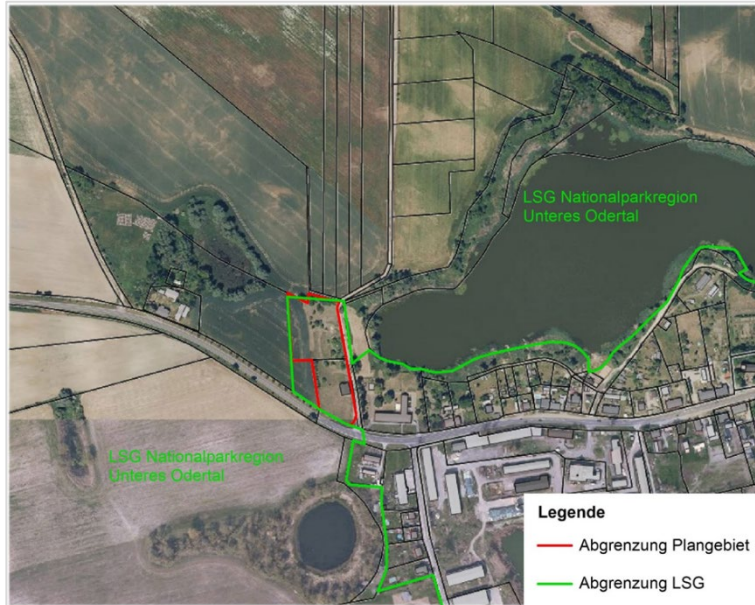 LSG Nationalparkregion
Unteres Odertal
LSG Nationalparkregion
Unteres Odertal
Legende
Abgrenzung Plangebiet
Abgrenzung LSG